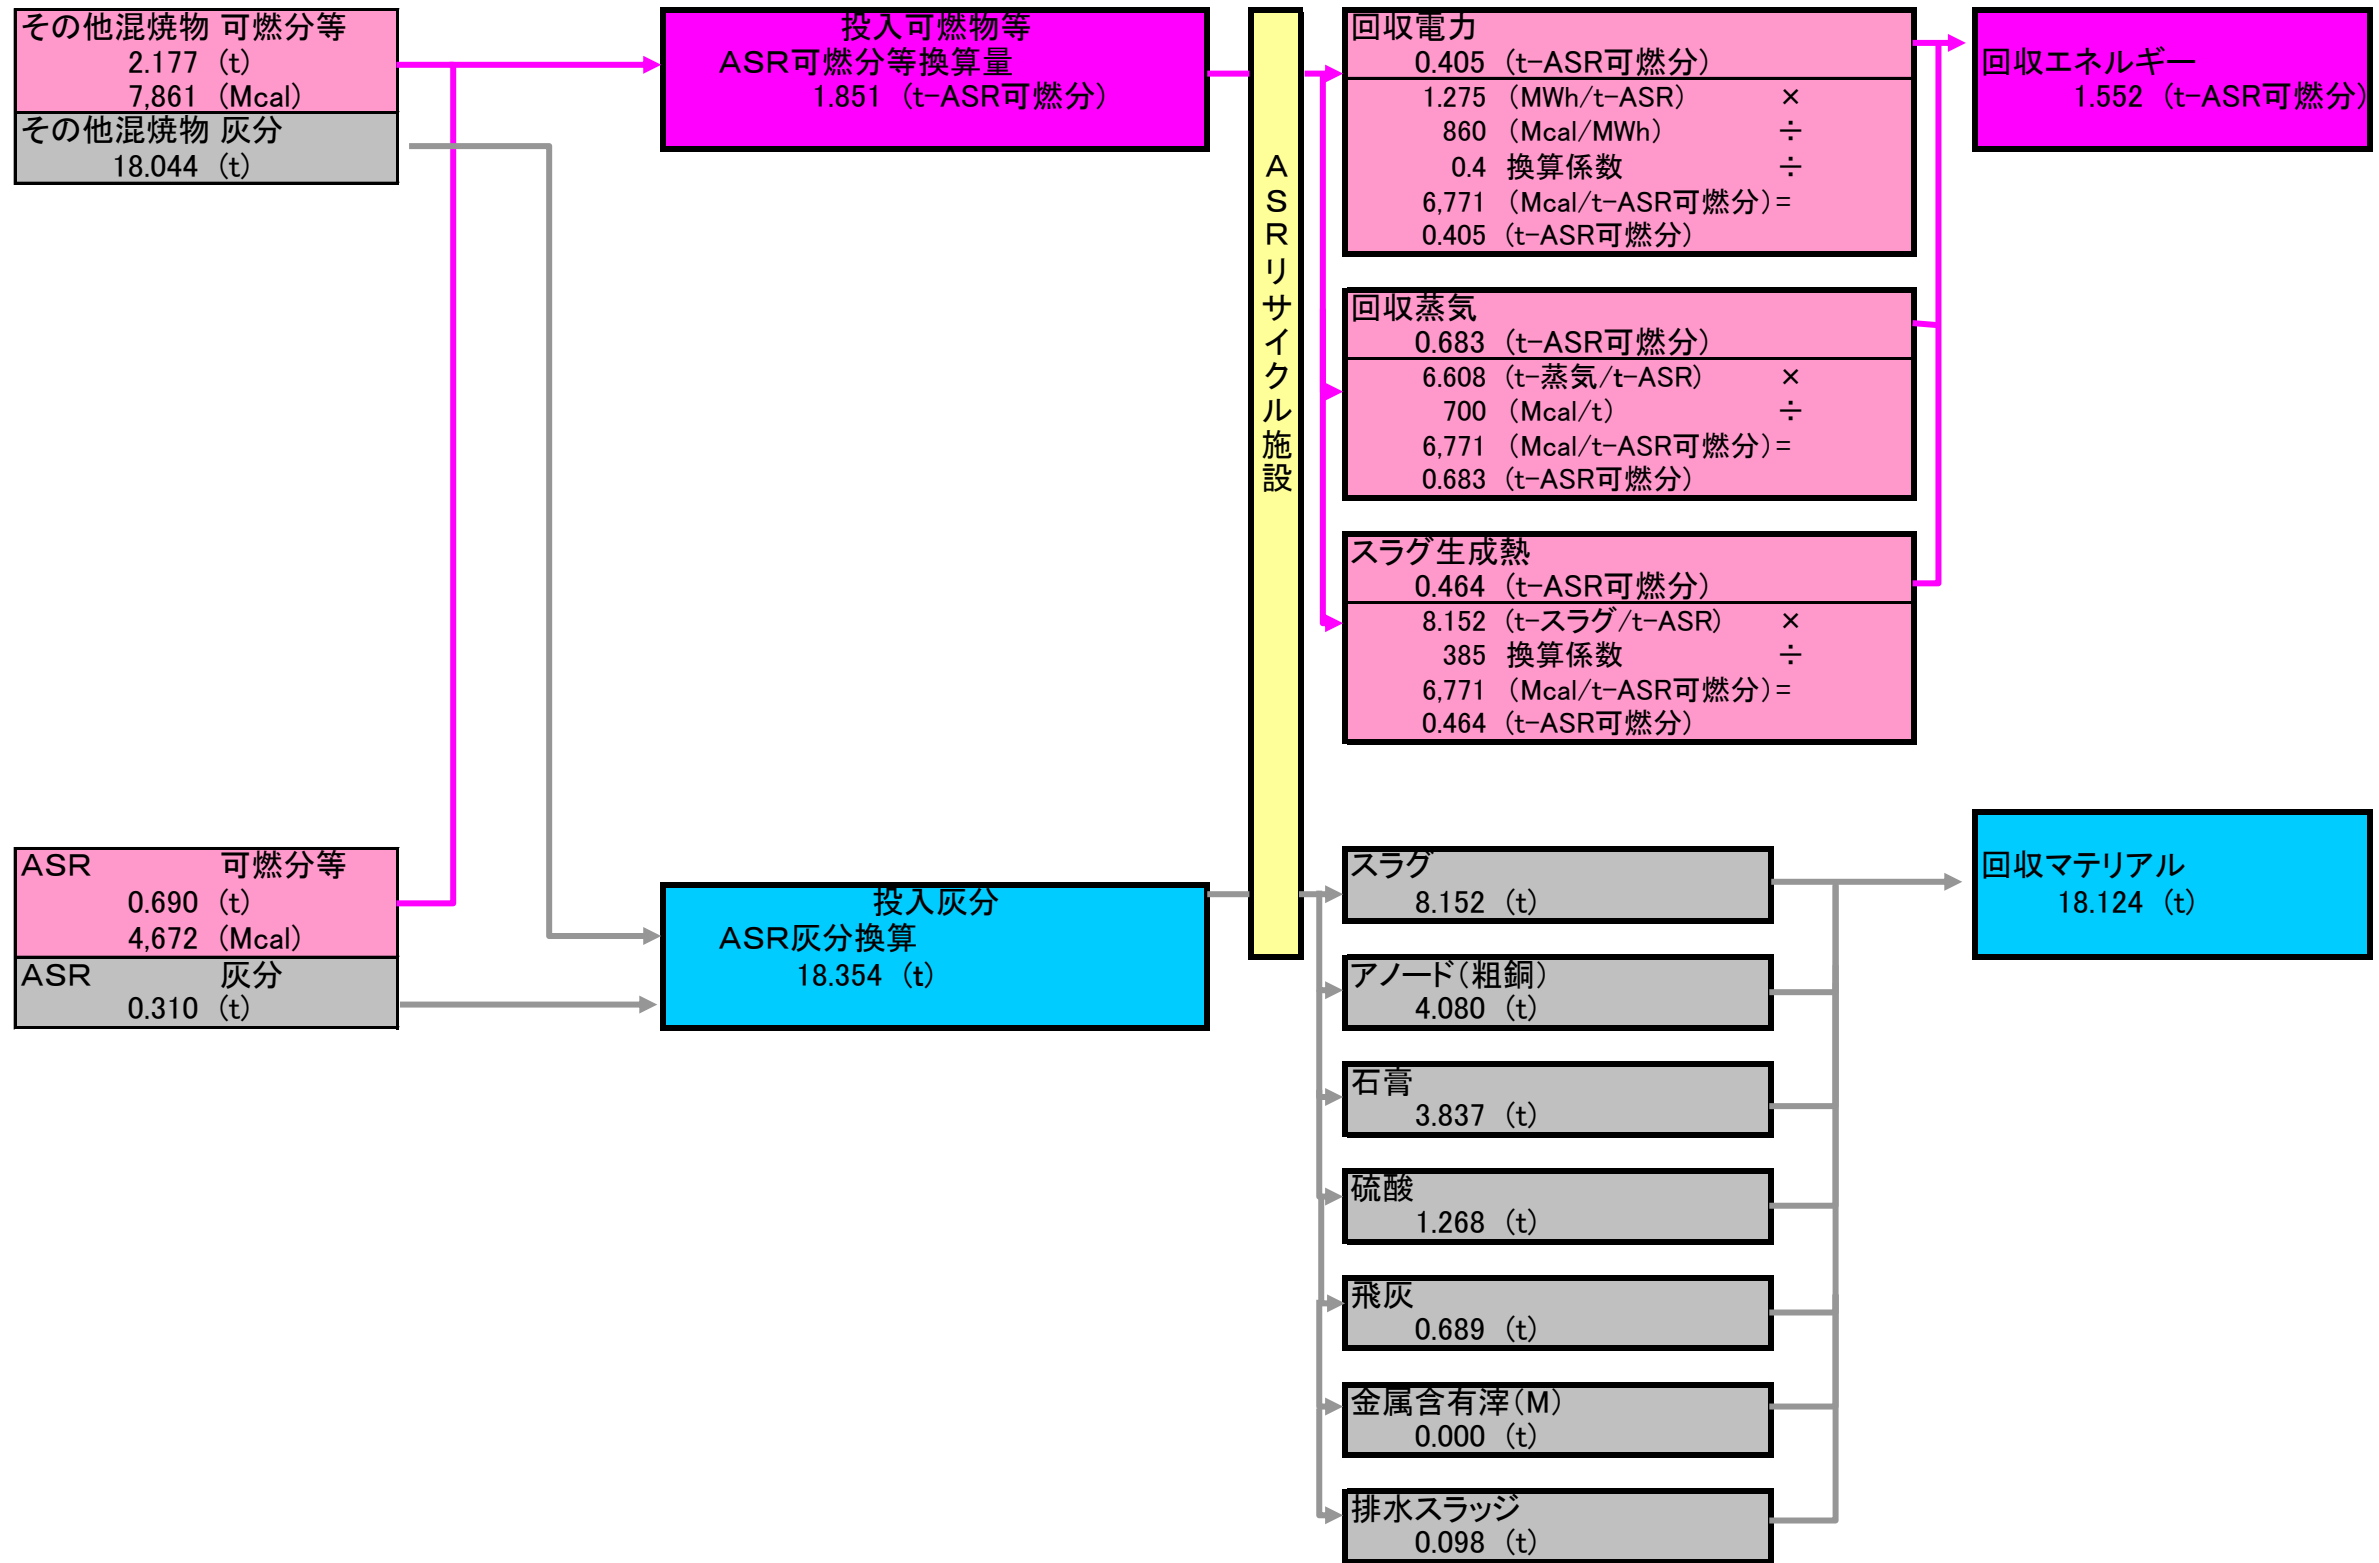 その他混焼物 可燃分等
2.177 (t)
7,861 (Mcal)
その他混焼物 灰分
18.044 (t)
ASR 可燃分等
0.690 (t)
4,672 (Mcal)
ASR 灰分
0.310 (t)
投入可燃物等
ASR可燃分等換算量
1.851 (t-ASR可燃分)
投入灰分
ASR灰分換算
18.354 (t)
ASRリサイクル施設
回収電力
0.405 (t-ASR可燃分)
1.275 (MWh/t-ASR) ×
860 (Mcal/MWh) ÷
0.4 換算係数 ÷
6,771 (Mcal/t-ASR可燃分)=
0.405 (t-ASR可燃分)
回収蒸気
0.683 (t-ASR可燃分)
6.608 (t-蒸気/t-ASR) ×
700 (Mcal/t) ÷
6,771 (Mcal/t-ASR可燃分)=
0.683 (t-ASR可燃分)
スラグ生成熱
0.464 (t-ASR可燃分)
8.152 (t-スラグ/t-ASR) ×
385 換算係数 ÷
6,771 (Mcal/t-ASR可燃分)=
0.464 (t-ASR可燃分)
スラグ
8.152 (t)
アノード(粗銅)
4.080 (t)
石膏
3.837 (t)
硫酸
1.268 (t)
飛灰
0.689 (t)
金属含有滓(M)
0.000 (t)
排水スラッジ
0.098 (t)
回収エネルギー
1.552 (t-ASR可燃分)
回収マテリアル
18.124 (t)